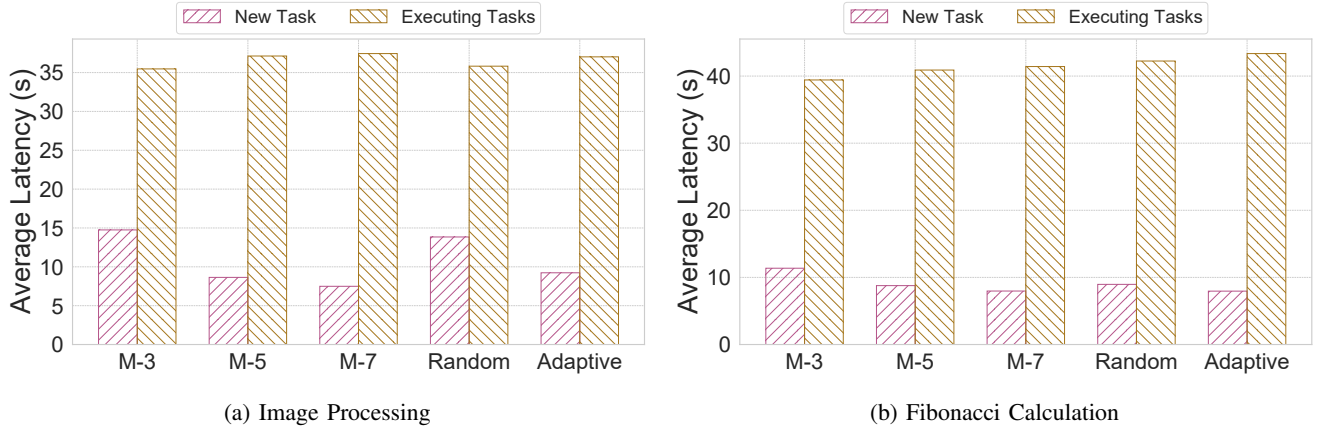 New Task Executing Tasks
Average Latency (s)
35
30
25
20
15
10
5
0
M-3 M-5 M-7 Random Adaptive
(a) Image Processing
New Task Executing Tasks
Average Latency (s)
40
30
20
10
0
M-3 M-5 M-7 Random Adaptive
(b) Fibonacci Calculation